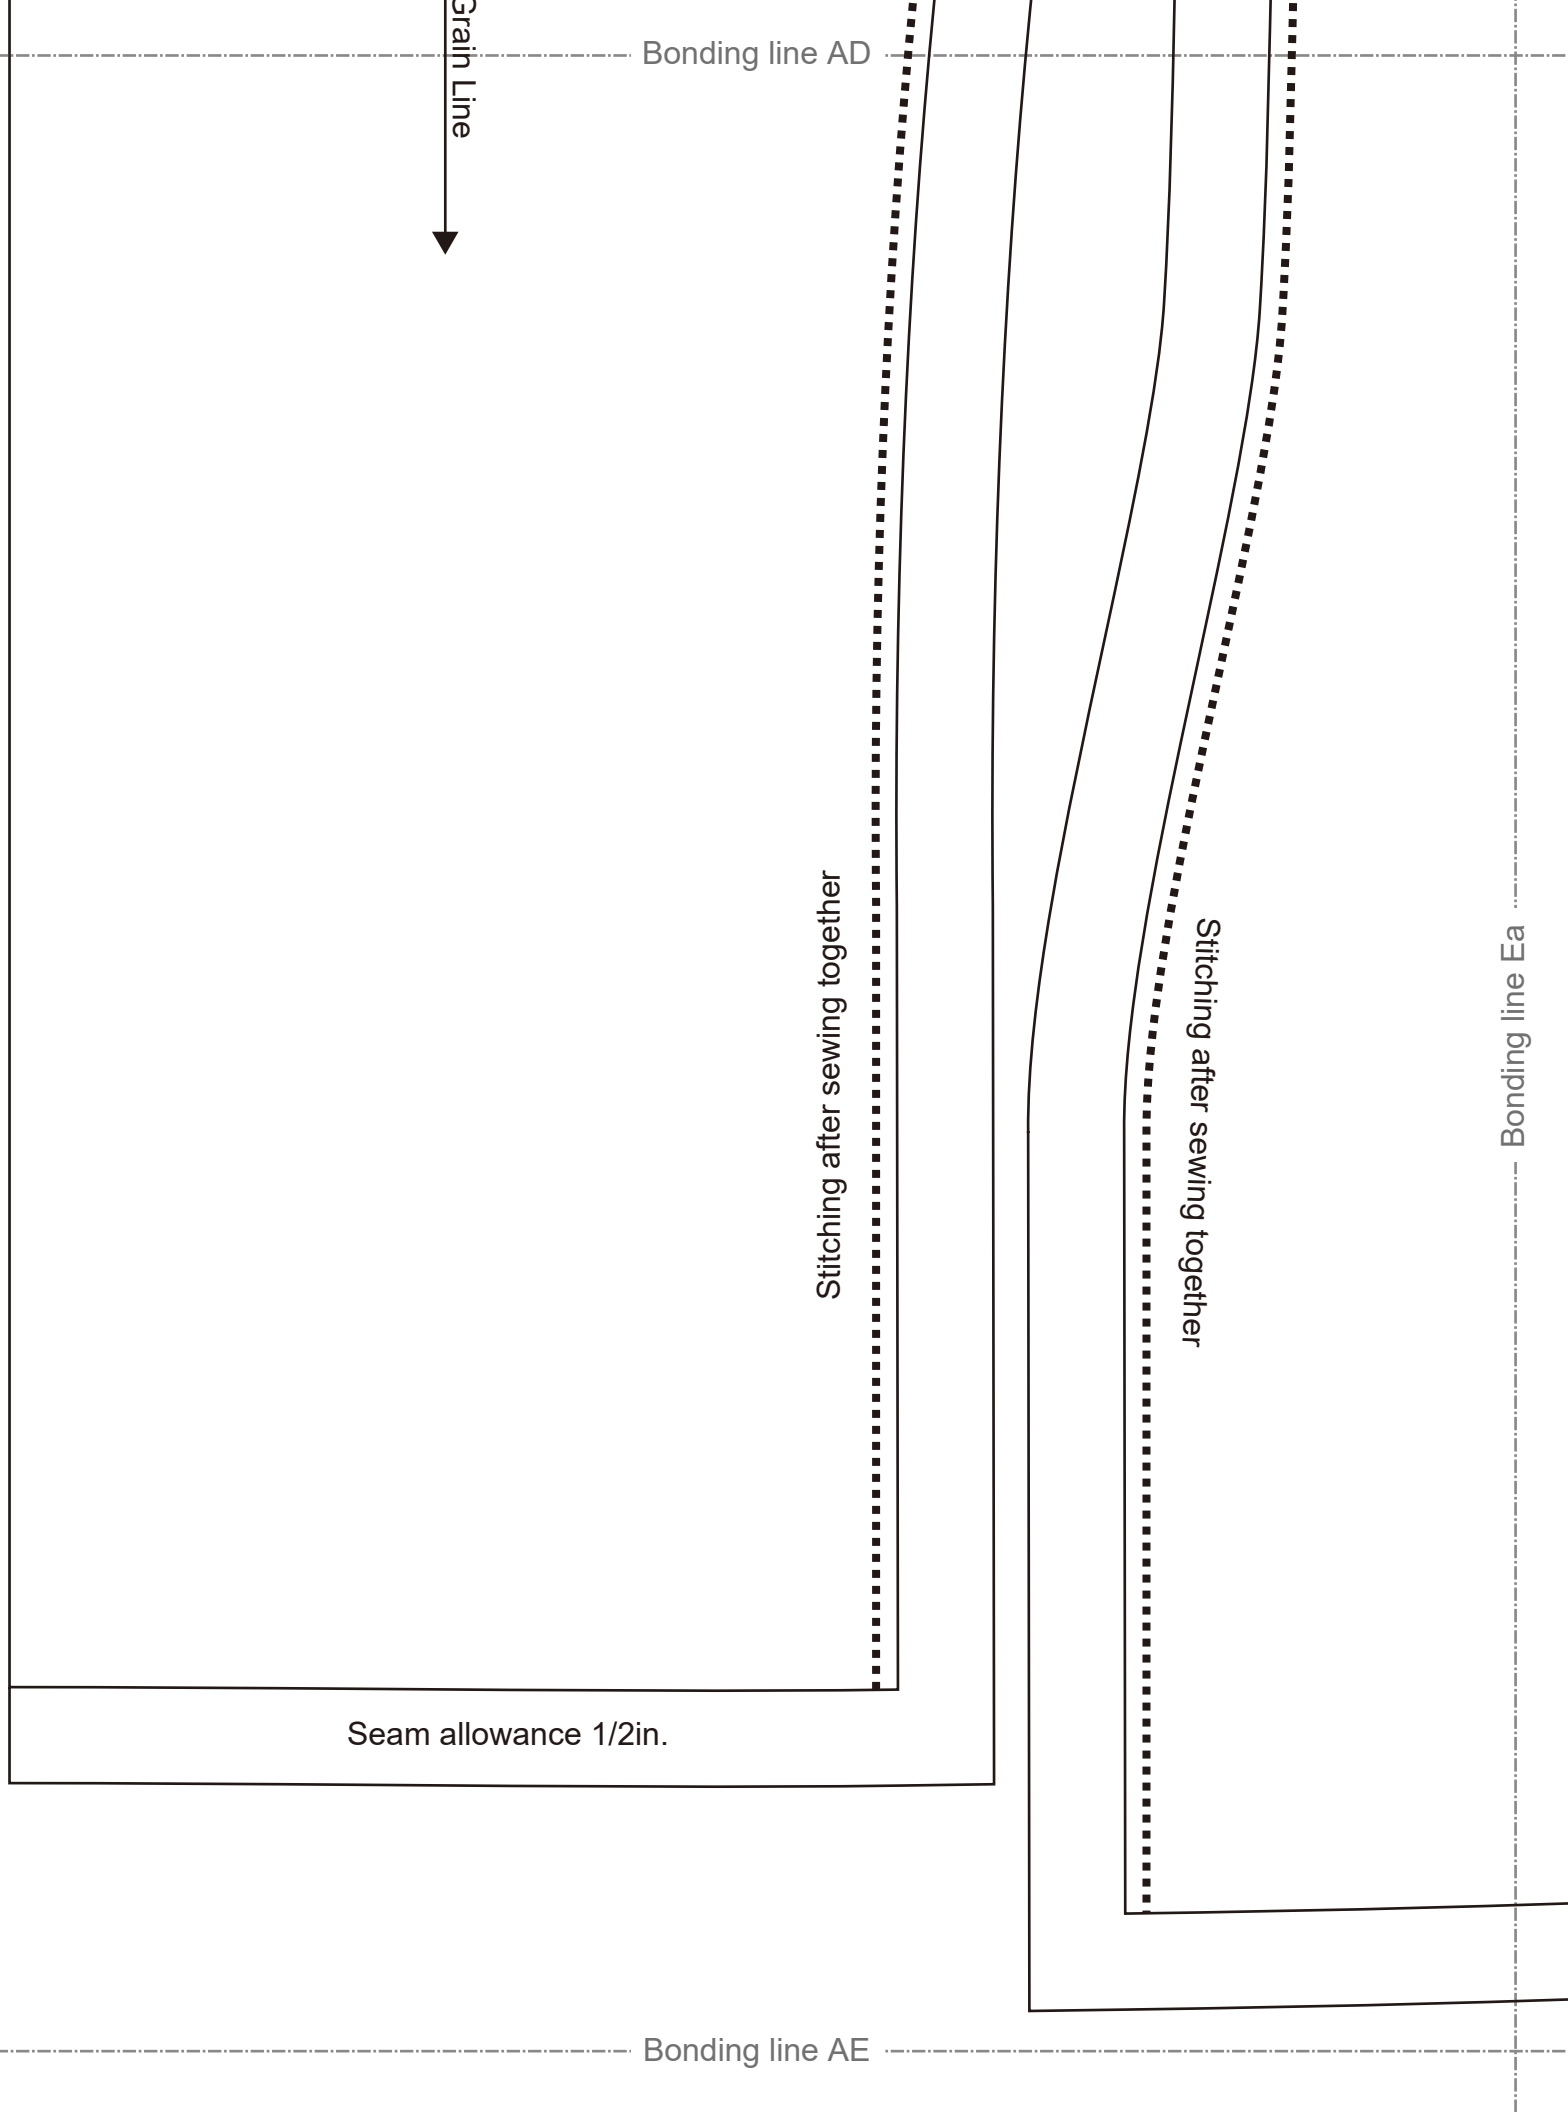 Grain Line
Bonding line AD
Stitching after sewing together
Stitching after sewing together
Bonding line Ea
Seam allowance 1/2in.
Bonding line AE